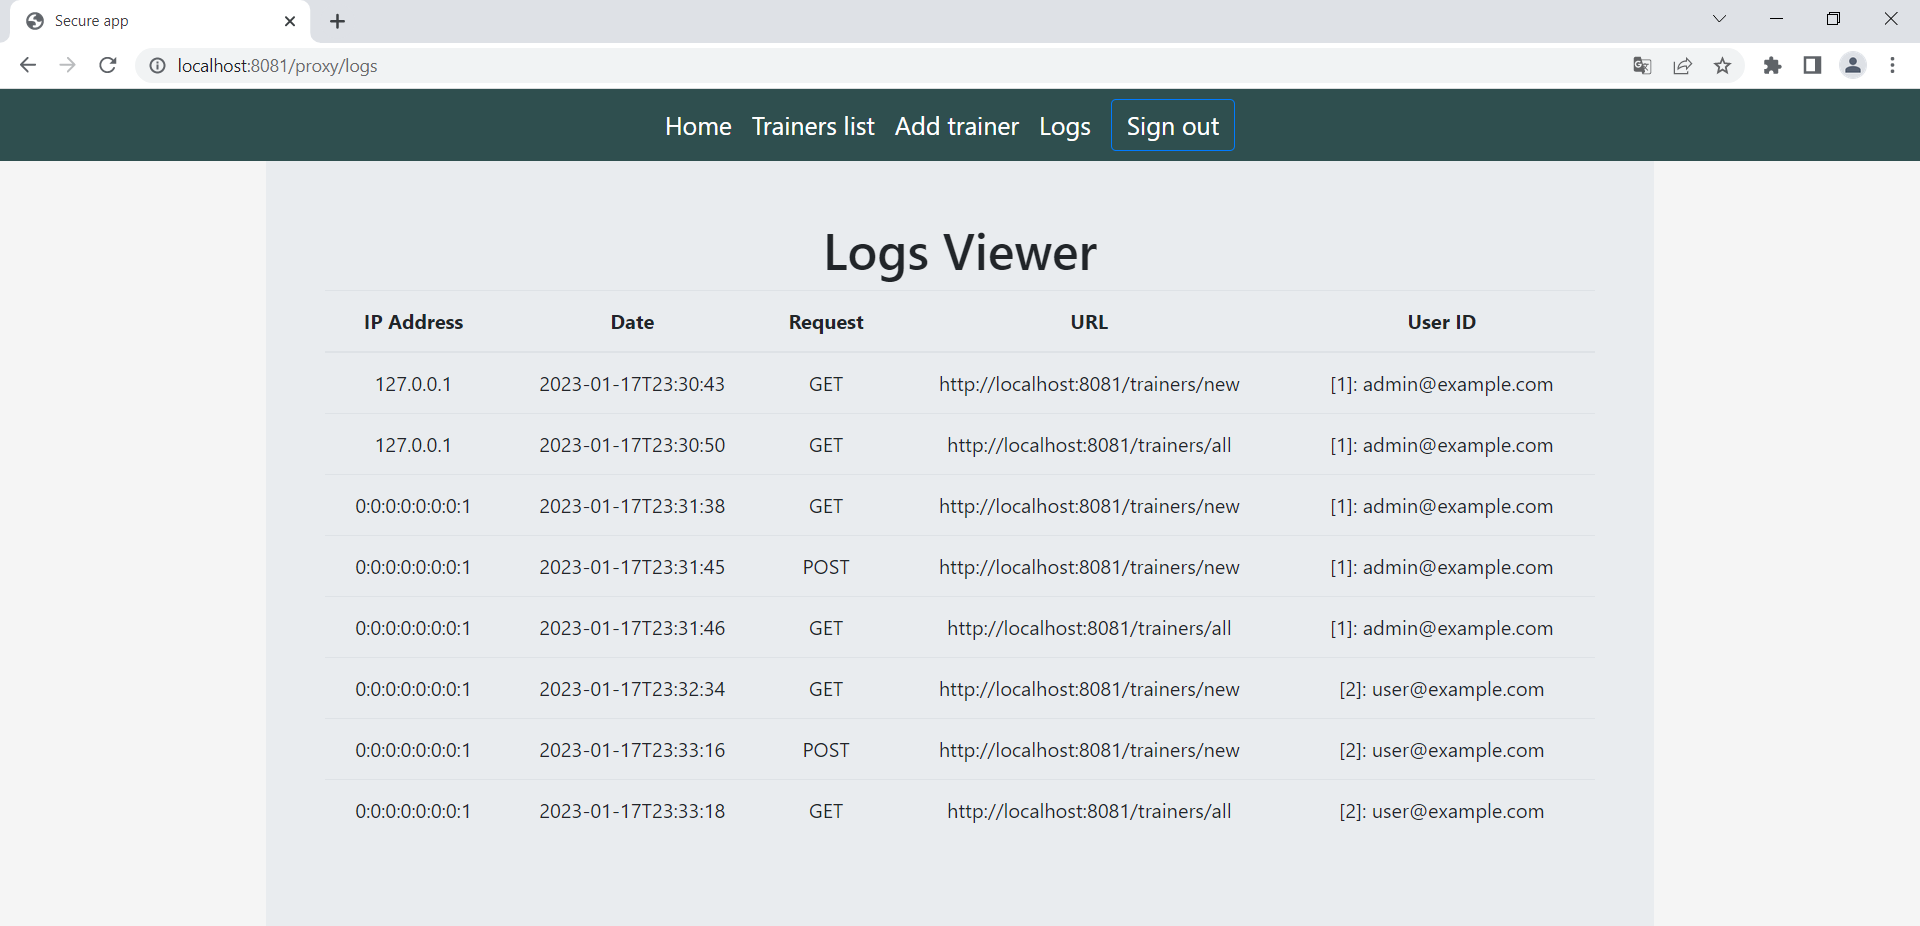 Secure app
localhost:8081/proxy/logs
Home Trainers list Add trainer Logs Sign out
Logs Viewer
IP Address Date Request URL User ID
127.0.0.1 2023-01-17T23:30:43 GET http://localhost:8081/trainers/new [1]: admin@example.com
127.0.0.1 2023-01-17T23:30:50 GET http://localhost:8081/trainers/all [1]: admin@example.com
0:0:0:0:0:0:0:1 2023-01-17T23:31:38 GET http://localhost:8081/trainers/new [1]: admin@example.com
0:0:0:0:0:0:0:1 2023-01-17T23:31:45 POST http://localhost:8081/trainers/new [1]: admin@example.com
0:0:0:0:0:0:0:1 2023-01-17T23:31:46 GET http://localhost:8081/trainers/all [1]: admin@example.com
0:0:0:0:0:0:0:1 2023-01-17T23:32:34 GET http://localhost:8081/trainers/new [2]: user@example.com
0:0:0:0:0:0:0:1 2023-01-17T23:33:16 POST http://localhost:8081/trainers/new [2]: user@example.com
0:0:0:0:0:0:0:1 2023-01-17T23:33:18 GET http://localhost:8081/trainers/all [2]: user@example.com